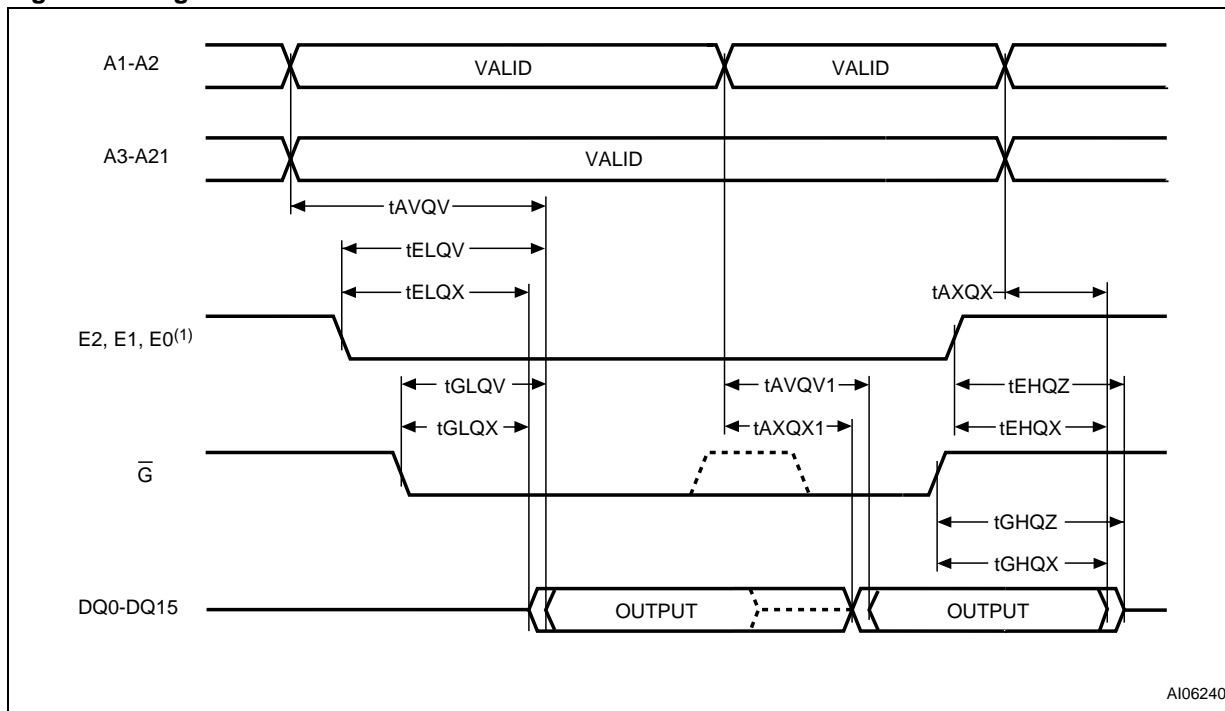 A1-A2 VALID VALID
A3-A21 VALID
tAVQV
tELQV
tELQX tAXQX
E2, E1, E0(1)
tGLQV tAVQV1 tEHQZ
tGLQX tAXQX1 tEHQX
G̅
tGHQZ
tGHQX
DQ0-DQ15 OUTPUT OUTPUT
AI06240